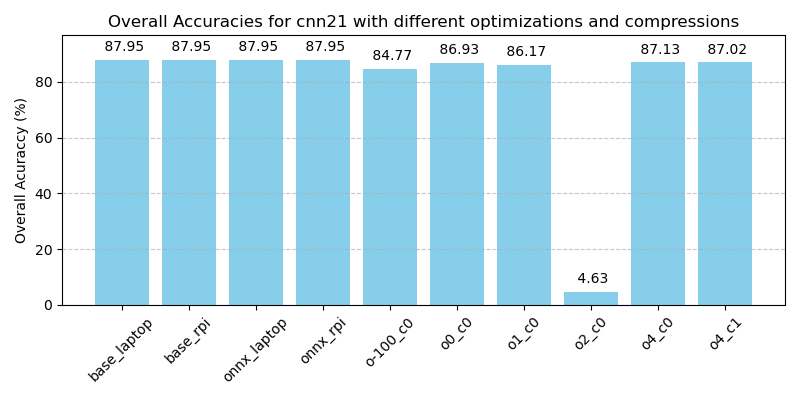 Overall Accuracies for cnn21 with different optimizations and compressions
87.95
87.95
87.95
87.95
84.77
86.93
86.17
4.63
87.13
87.02
Overall Acuraccy (%)
80
60
40
20
0
base_laptop
base_rpi
onnx_laptop
onnx_rpi
o-100_c0
o0_c0
o1_c0
o2_c0
o4_c0
o4_c1